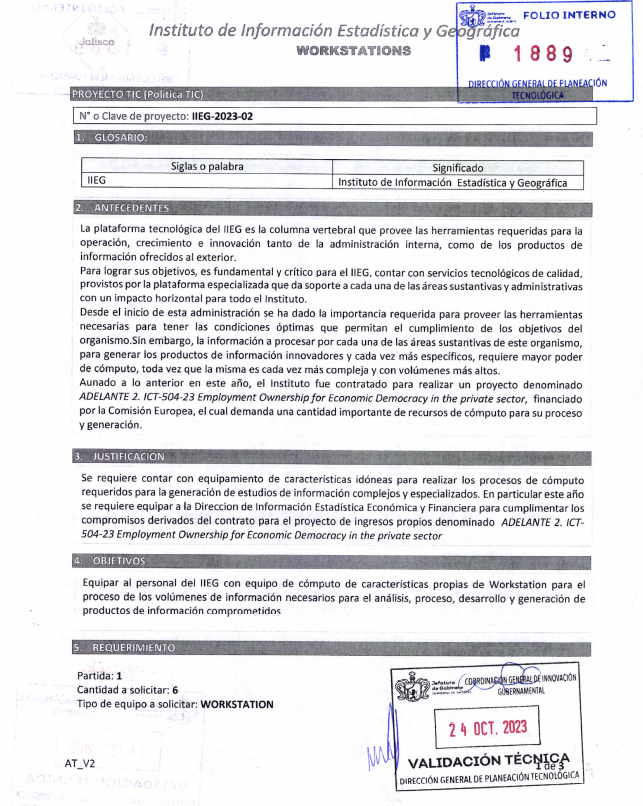 Jalisco
Instituto de Información Estadística y Geográfica
WORKSTATIONS
Jefatura de Gabinete
FOLIO INTERNO
1889
DIRECCIÓN GENERAL DE PLANEACIÓN
TECNOLÓGICA
PROYECTO TIC (Política TIC)
N° o Clave de proyecto: IIEG-2023-02
1. GLOSARIO:
Siglas o palabra Significado
IIEG Instituto de Información Estadística y Geográfica
2. ANTECEDENTES
La plataforma tecnológica del IIEG es la columna vertebral que provee las herramientas requeridas para la
operación, crecimiento e innovación tanto de la administración interna, como de los productos de
información ofrecidos al exterior.
Para lograr sus objetivos, es fundamental y crítico para el IIEG, contar con servicios tecnológicos de calidad,
provistos por la plataforma especializada que da soporte a cada una de las áreas sustantivas y administrativas
con un impacto horizontal para todo el Instituto.
Desde el inicio de esta administración se ha dado la importancia requerida para proveer las herramientas
necesarias para tener las condiciones óptimas que permitan el cumplimiento de los objetivos del
organismo.Sin embargo, la información a procesar por cada una de las áreas sustantivas de este organismo,
para generar los productos de información innovadores y cada vez más específicos, requiere mayor poder
de cómputo, toda vez que la misma es cada vez más compleja y con volúmenes más altos.
Aunado a lo anterior en este año, el Instituto fue contratado para realizar un proyecto denominado
ADELANTE 2. ICT-504-23 Employment Ownership for Economic Democracy in the private sector, financiado
por la Comisión Europea, el cual demanda una cantidad importante de recursos de cómputo para su proceso
y generación.
3. JUSTIFICACIÓN
Se requiere contar con equipamiento de características idóneas para realizar los procesos de cómputo
requeridos para la generación de estudios de información complejos y especializados. En particular este año
se requiere equipar a la Direccion de Información Estadística Económica y Financiera para cumplimentar los
compromisos derivados del contrato para el proyecto de ingresos propios denominado ADELANTE 2. ICT-
504-23 Employment Ownership for Economic Democracy in the private sector
4. OBJETIVOS
Equipar al personal del IIEG con equipo de cómputo de características propias de Workstation para el
proceso de los volúmenes de información necesarios para el análisis, proceso, desarrollo y generación de
productos de información comprometidos
5. REQUERIMIENTO
Partida: 1
Cantidad a solicitar: 6
Tipo de equipo a solicitar: WORKSTATION
Jefatura de Gabinete
COORDINACIÓN GENERAL DE INNOVACIÓN
GUBERNAMENTAL
24 OCT. 2023
VALIDACIÓN TÉCNICA
DIRECCIÓN GENERAL DE PLANEACIÓN TECNOLÓGICA
AT_V2
1 de 3